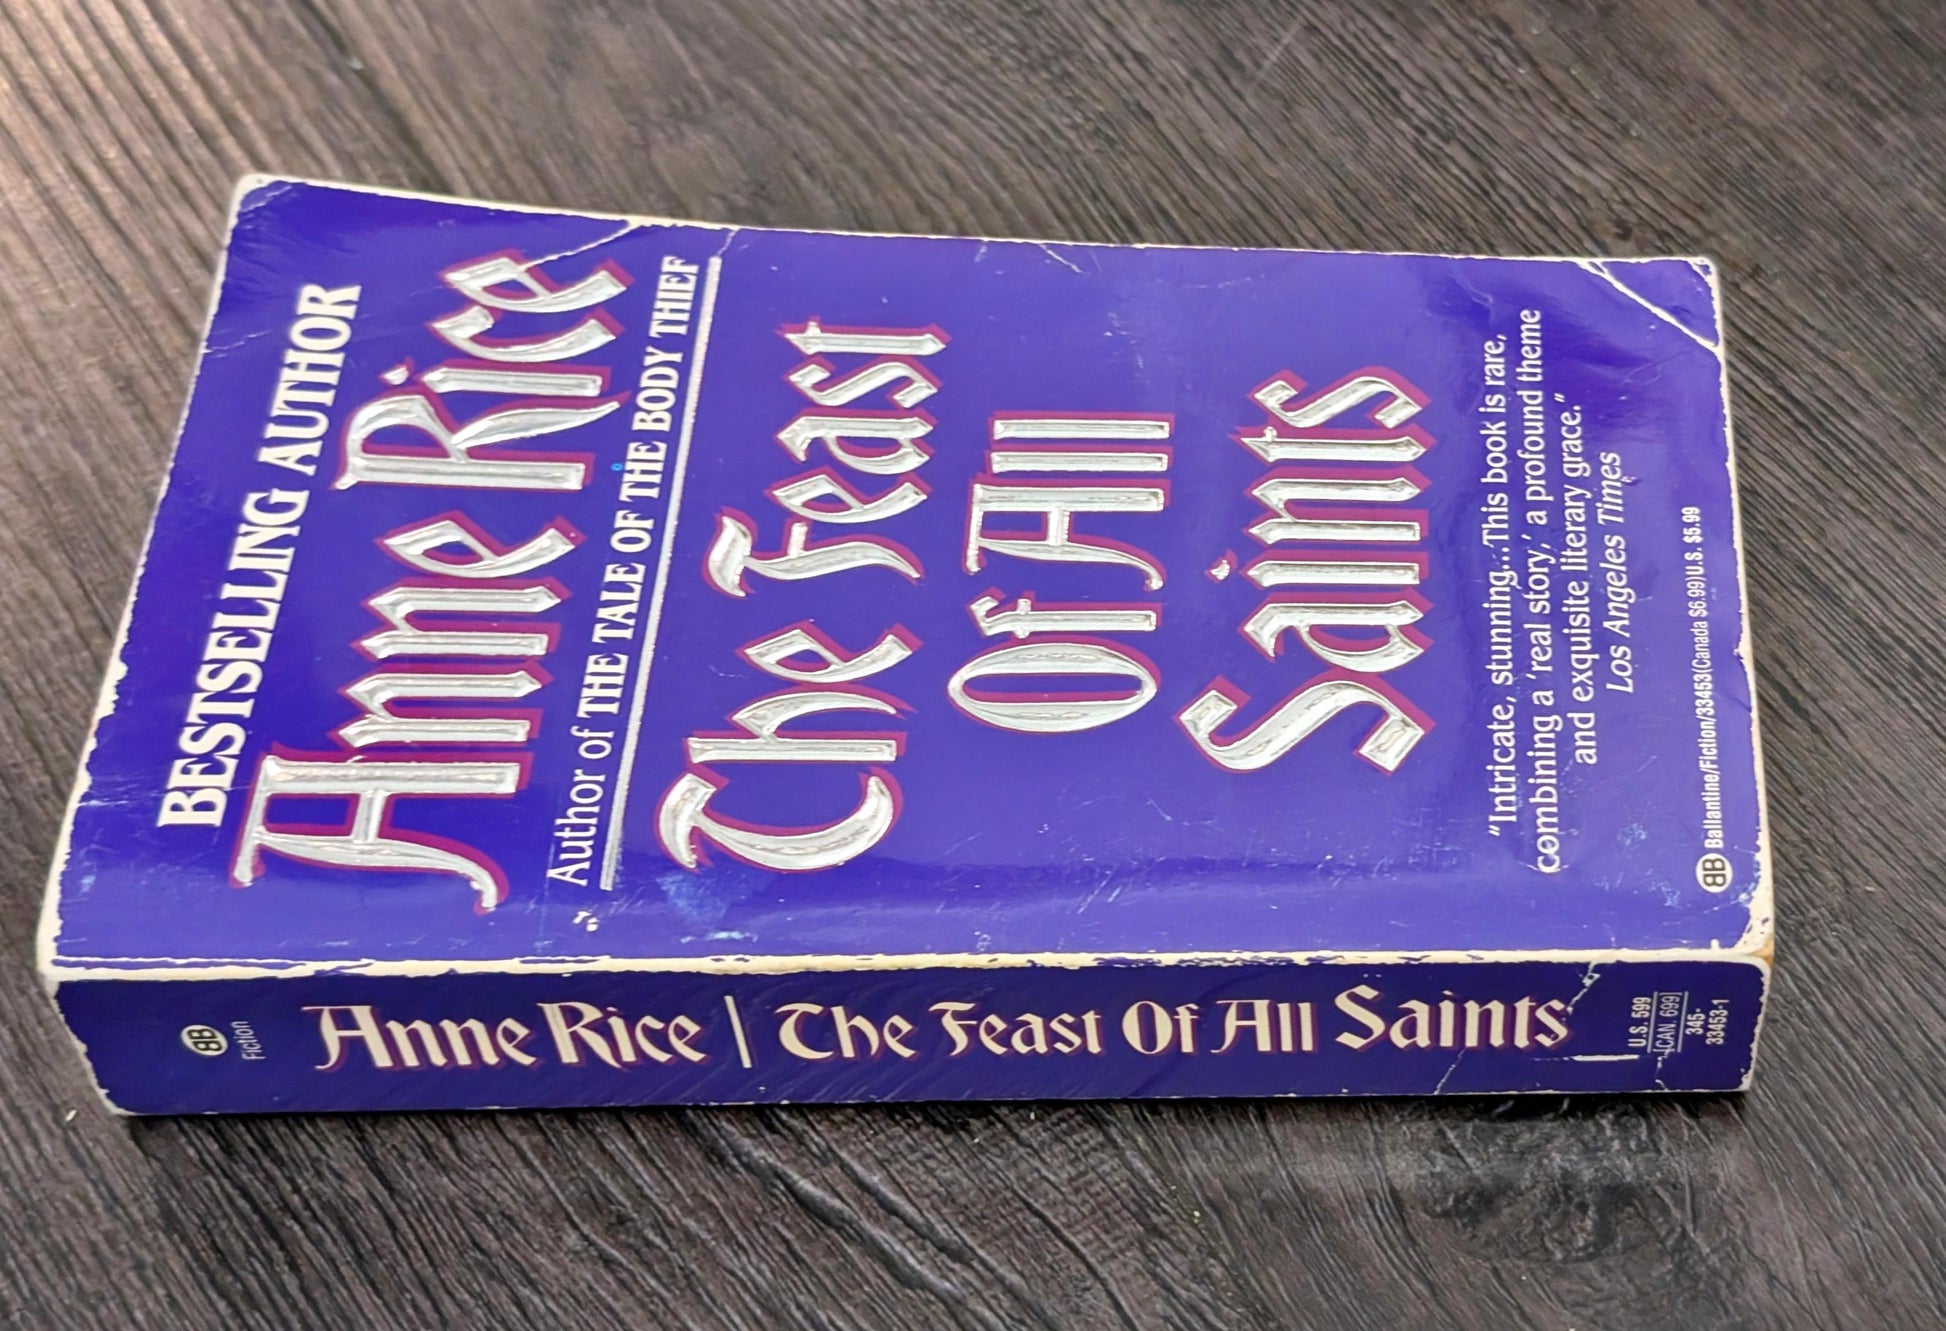 BESTSELLING AUTHOR
Anne Rice
Author of THE TALE OF THE BODY THIEF
The Feast
Of All
Saints
"Intricate, stunning...This book is rare,
combining a 'real story,' a profound theme
and exquisite literary grace."
Los Angeles Times
BB Ballantine/Fiction/33453(Canada $6.99)U.S. $5.99
BB
Fiction
Anne Rice | The Feast Of All Saints
U.S. 599
[CAN. 699]
345-
33453-1